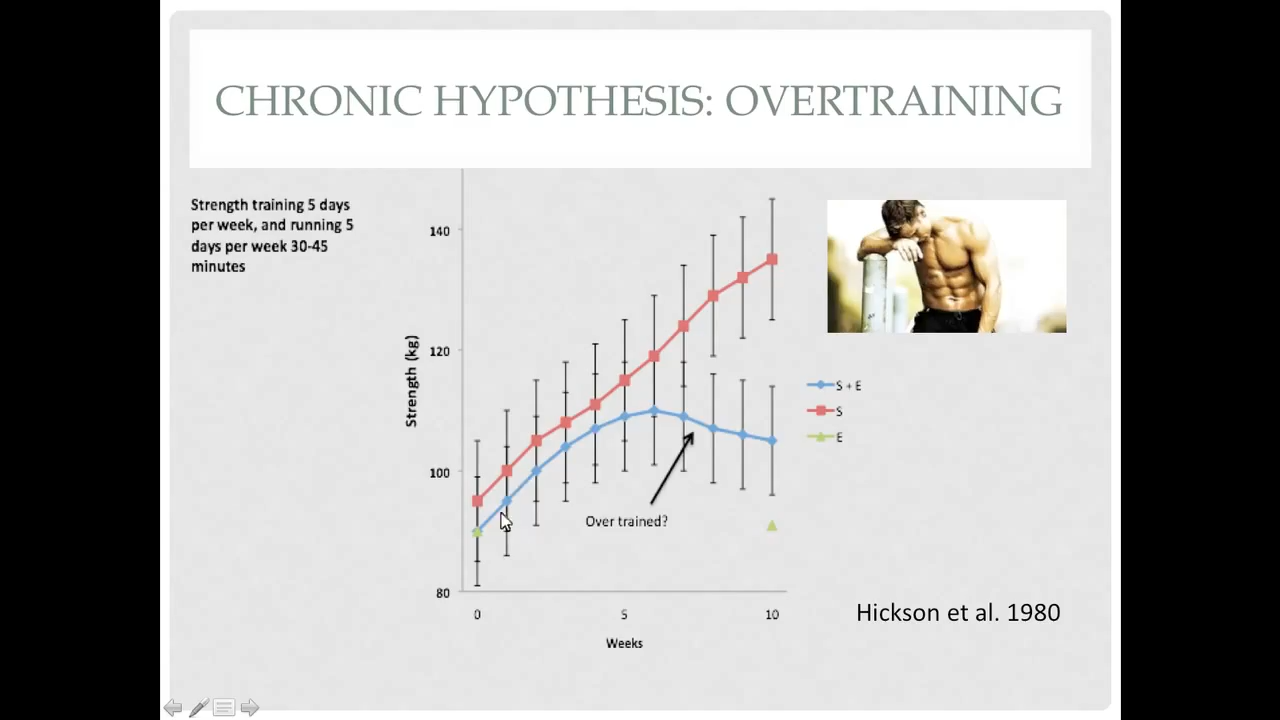 CHRONIC HYPOTHESIS: OVERTRAINING
Strength training 5 days
per week, and running 5
days per week 30-45
minutes
140
120
100
80
Strength (kg)
0
5
10
Weeks
Over trained?
S + E
S
E
Hickson et al. 1980